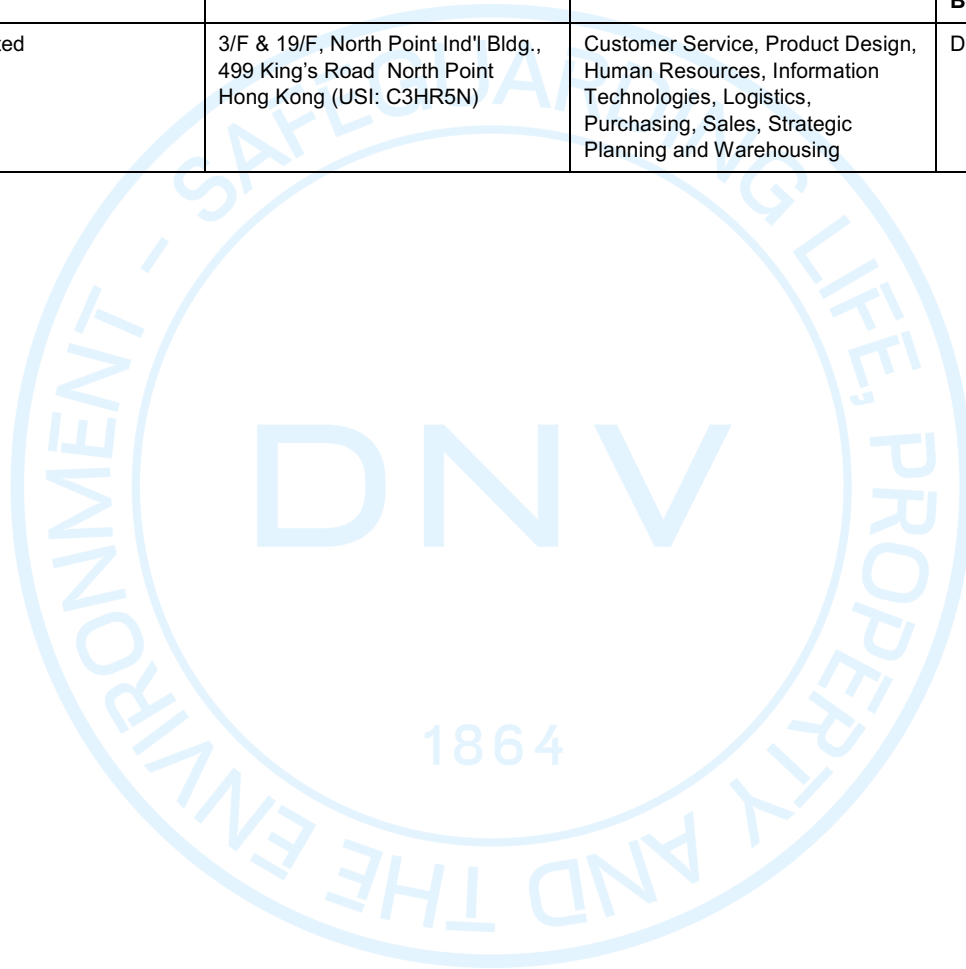 B
ted
3/F & 19/F, North Point Ind'l Bldg.,
499 King’s Road  North Point
Hong Kong (USI: C3HR5N)
Customer Service, Product Design,
Human Resources, Information
Technologies, Logistics,
Purchasing, Sales, Strategic
Planning and Warehousing
D
SAFEGUARDING LIFE, PROPERTY AND THE ENVIRONMENT -
DNV
1864